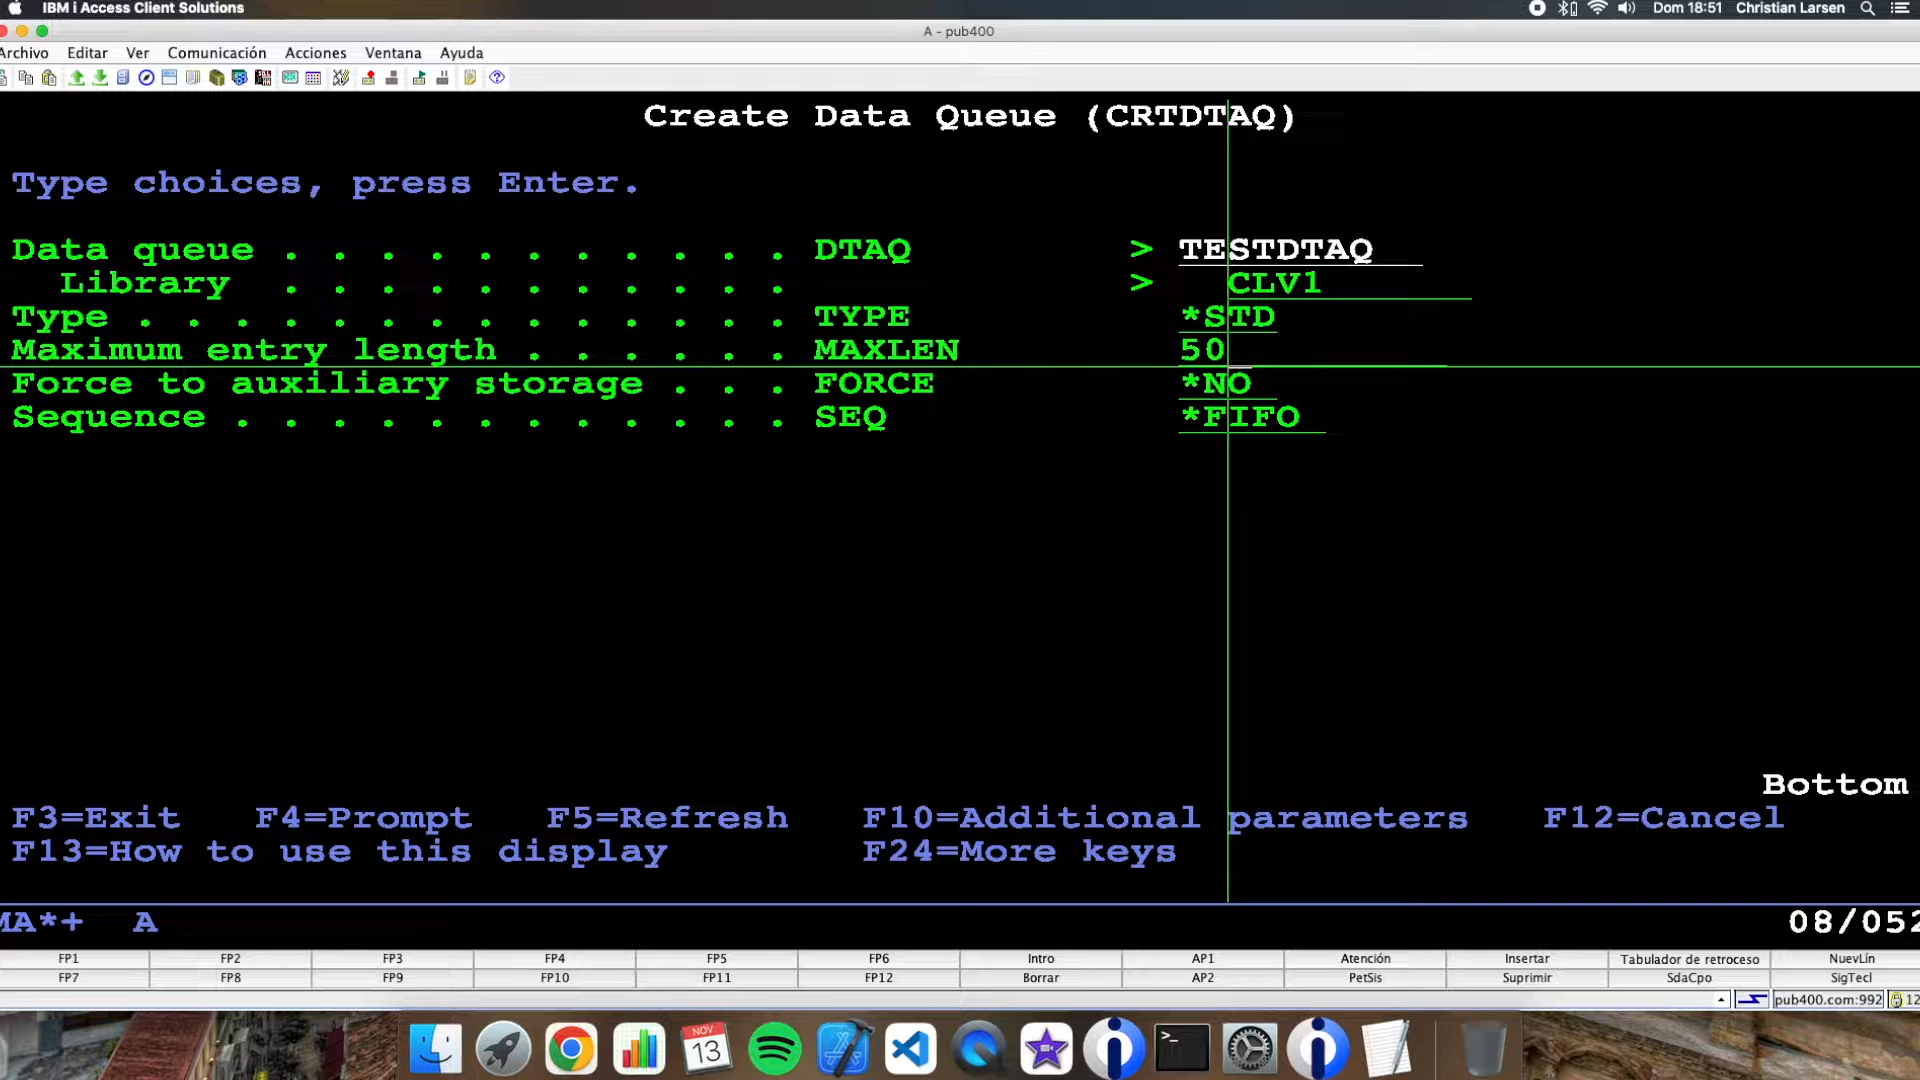 IBM i Access Client Solutions
Dom 18:51 Christian Larsen
A - pub400
Archivo Editar Ver Comunicación Acciones Ventana Ayuda
Create Data Queue (CRTDTAQ)
Type choices, press Enter.
Data queue . . . . . . . . . . . DTAQ > TESTDTAQ
Library . . . . . . . . . . . > CLV1
Type . . . . . . . . . . . . . . TYPE *STD
Maximum entry length . . . . . . MAXLEN 50
Force to auxiliary storage . . . FORCE *NO
Sequence . . . . . . . . . . . . SEQ *FIFO
Bottom
F3=Exit F4=Prompt F5=Refresh F10=Additional parameters F12=Cancel
F13=How to use this display F24=More keys
MA*+ A 08/052
FP1 FP2 FP3 FP4 FP5 FP6 Intro AP1 Atención Insertar Tabulador de retroceso NuevLín
FP7 FP8 FP9 FP10 FP11 FP12 Borrar AP2 PetSis Suprimir SdaCpo SigTecl
pub400.com:992 12
NOV
13